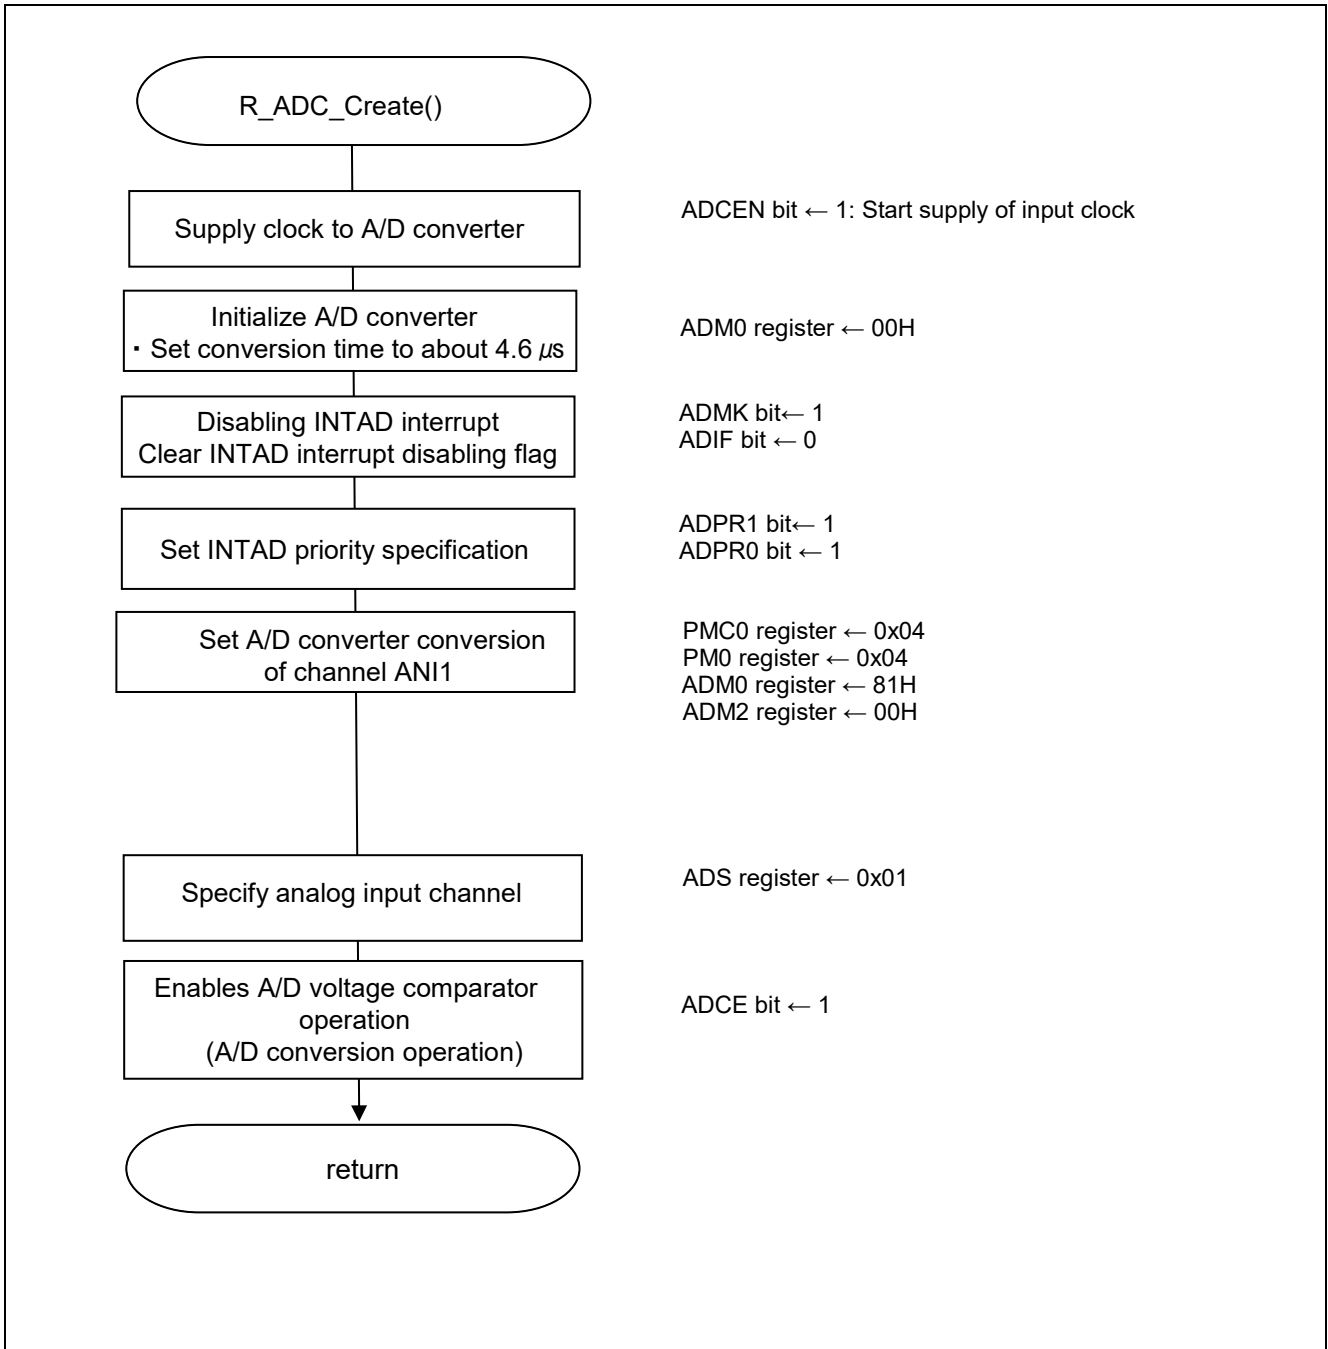 R_ADC_Create()
Supply clock to A/D converter
ADCEN bit ← 1: Start supply of input clock
Initialize A/D converter
・Set conversion time to about 4.6 μs
ADM0 register ← 00H
Disabling INTAD interrupt
Clear INTAD interrupt disabling flag
ADMK bit← 1
ADIF bit ← 0
Set INTAD priority specification
ADPR1 bit← 1
ADPR0 bit ← 1
Set A/D converter conversion
of channel ANI1
PMC0 register ← 0x04
PM0 register ← 0x04
ADM0 register ← 81H
ADM2 register ← 00H
Specify analog input channel
ADS register ← 0x01
Enables A/D voltage comparator
operation
(A/D conversion operation)
ADCE bit ← 1
return